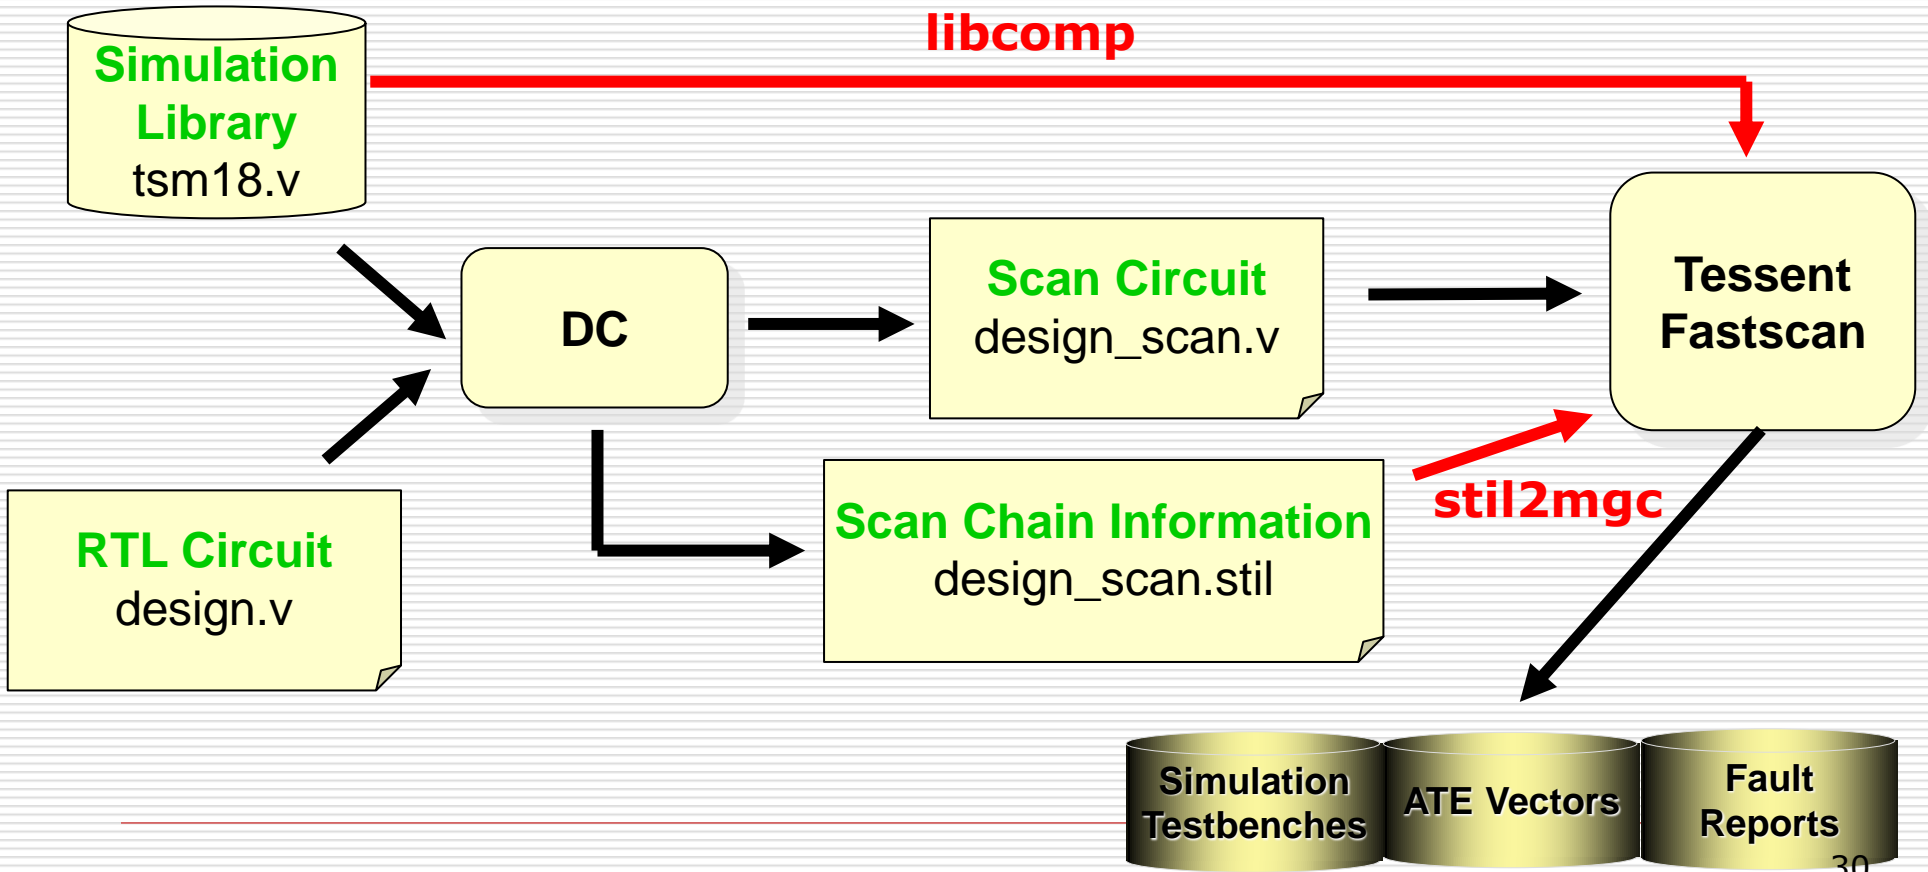 libcomp
Simulation
Library
tsm18.v
DC
Scan Circuit
design_scan.v
Tessent
Fastscan
RTL Circuit
design.v
Scan Chain Information
design_scan.stil
stil2mgc
Simulation
Testbenches
ATE Vectors
Fault
Reports
30